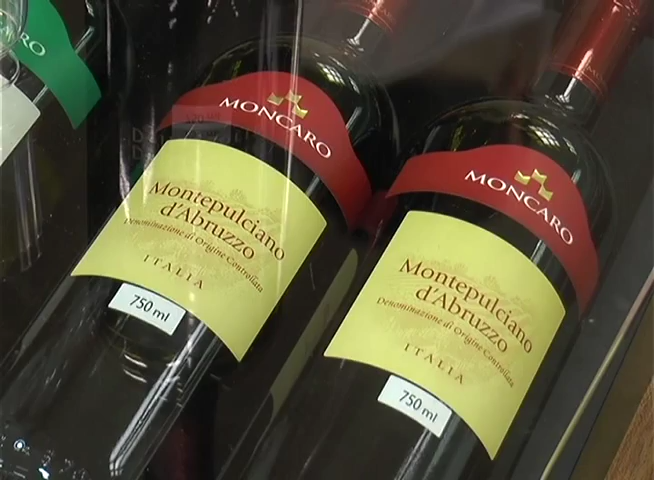 RO
MONCARO
Montepulciano
d'Abruzzo
Denominazione di Origine Controllata
ITALIA
750 ml
MONCARO
Montepulciano
d'Abruzzo
Denominazione di Origine Controllata
ITALIA
750 ml